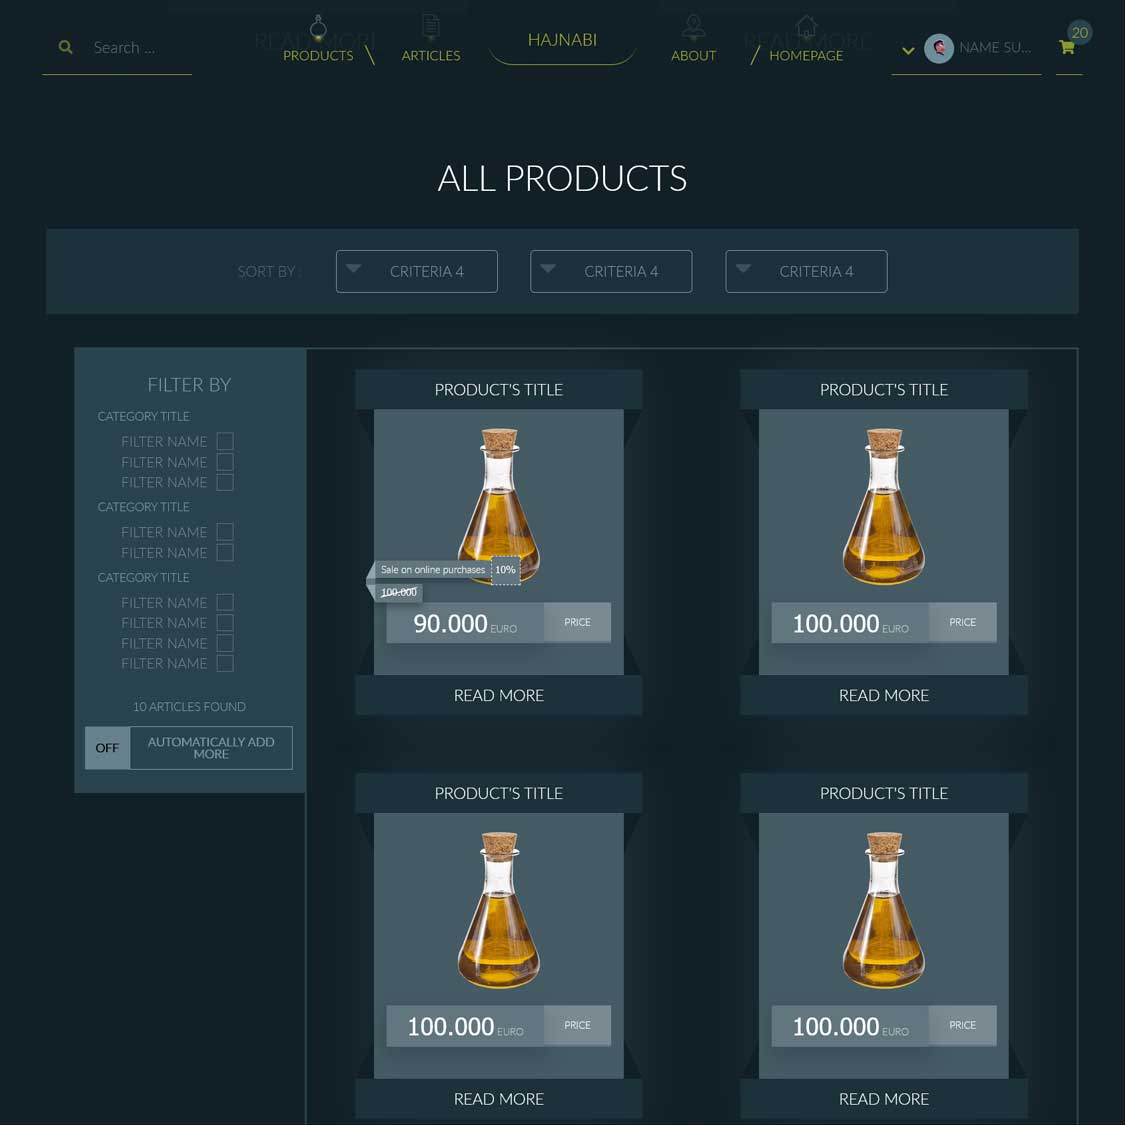 READ MORE
READ MORE
Search ...
PRODUCTS
ARTICLES
HAJNABI
ABOUT
HOMEPAGE
NAME SU...
20
ALL PRODUCTS
SORT BY :
CRITERIA 4
CRITERIA 4
CRITERIA 4
FILTER BY
CATEGORY TITLE
FILTER NAME
FILTER NAME
FILTER NAME
CATEGORY TITLE
FILTER NAME
FILTER NAME
CATEGORY TITLE
FILTER NAME
FILTER NAME
FILTER NAME
FILTER NAME
10 ARTICLES FOUND
OFF
AUTOMATICALLY ADD
MORE
PRODUCT'S TITLE
Sale on online purchases 10%
100.000
90.000 EURO
PRICE
READ MORE
PRODUCT'S TITLE
100.000 EURO
PRICE
READ MORE
PRODUCT'S TITLE
100.000 EURO
PRICE
READ MORE
PRODUCT'S TITLE
100.000 EURO
PRICE
READ MORE